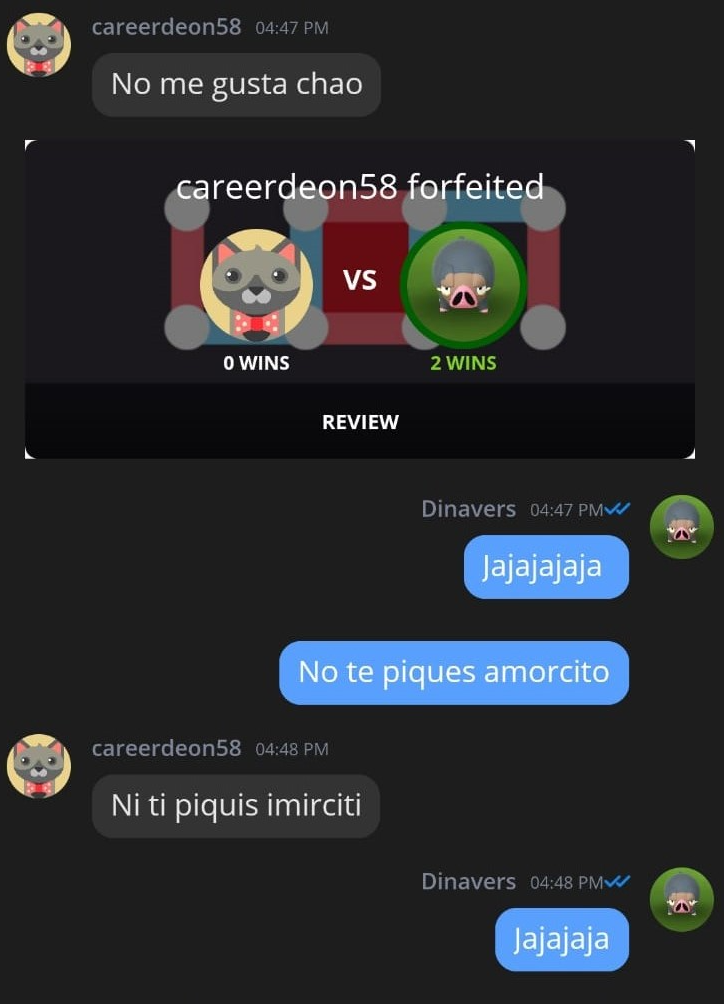 careerdeon58 04:47 PM
No me gusta chao
careerdeon58 forfeited
VS
0 WINS 2 WINS
REVIEW
Dinavers 04:47 PM
Jajajajaja
No te piques amorcito
careerdeon58 04:48 PM
Ni ti piquis imirciti
Dinavers 04:48 PM
Jajajaja